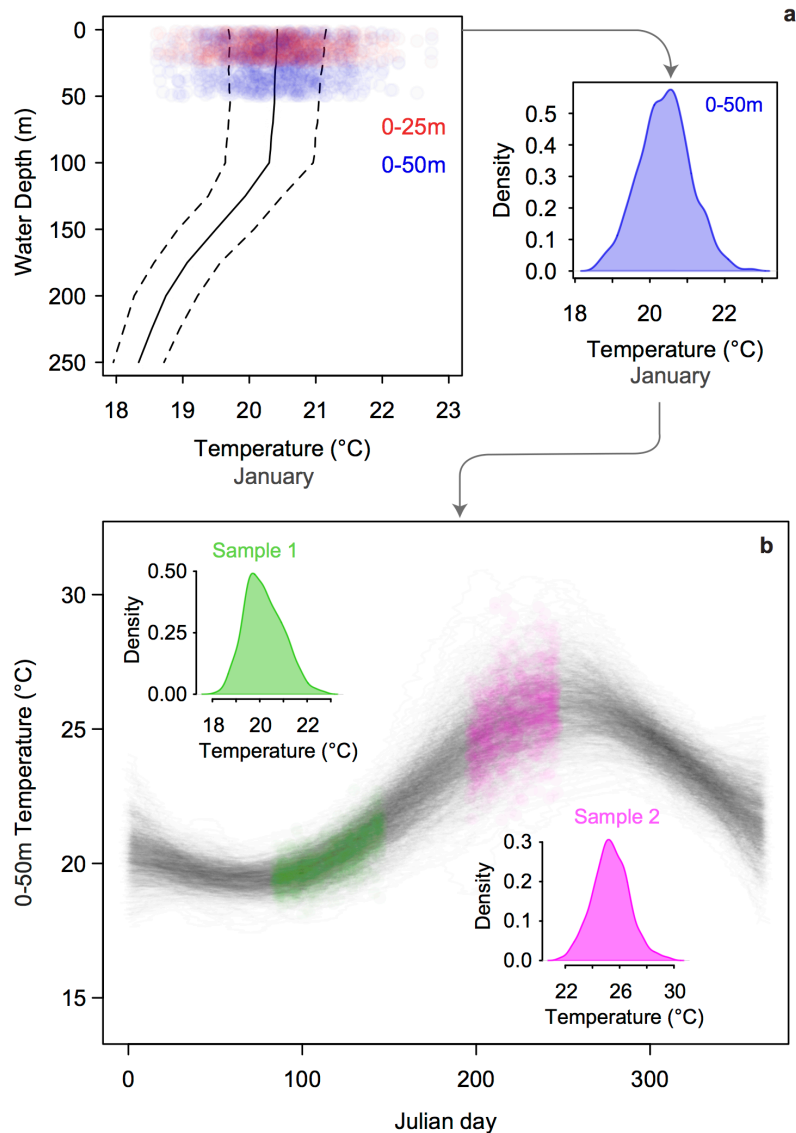 a
0
50
100
150
200
250
Water Depth (m)
0-25m
0-50m
18 19 20 21 22 23
Temperature (°C)
January
0-50m
0.5
0.4
0.3
0.2
0.1
0.0
Density
18 20 22
Temperature (°C)
January
b
30
25
20
15
0-50m Temperature (°C)
Sample 1
0.50
0.25
0.00
Density
18 20 22
Temperature (°C)
Sample 2
0.3
0.2
0.1
0.0
Density
22 26 30
Temperature (°C)
0 100 200 300
Julian day